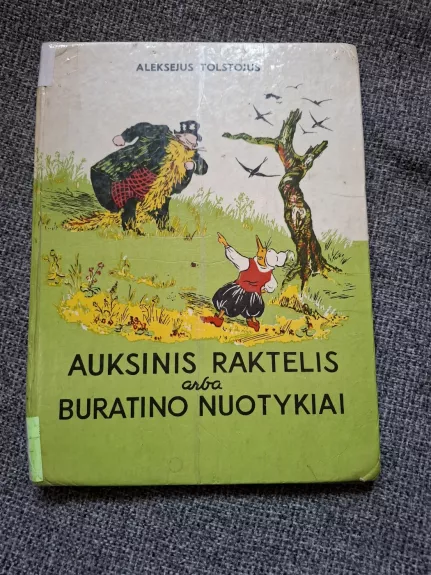 ALEKSEJUS TOLSTOJUS
AUKSINIS RAKTELIS
arba
BURATINO NUOTYKIAI